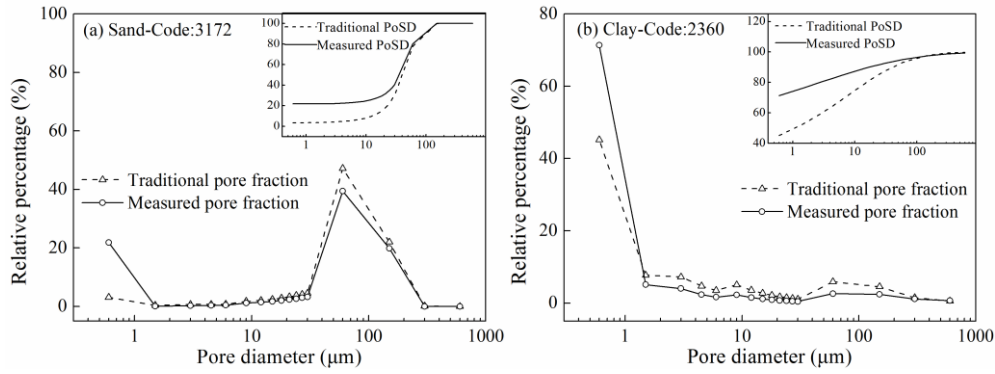 (a) Sand-Code:3172
Traditional PoSD
Measured PoSD
100
80
60
40
20
0
1
10
100
Traditional pore fraction
Measured pore fraction
Relative percentage (%)
100
80
60
40
20
0
1
10
100
1000
Pore diameter (μm)
(b) Clay-Code:2360
Traditional PoSD
Measured PoSD
120
100
80
60
40
1
10
100
Traditional pore fraction
Measured pore fraction
Relative percentage (%)
80
60
40
20
0
1
10
100
1000
Pore diameter (μm)